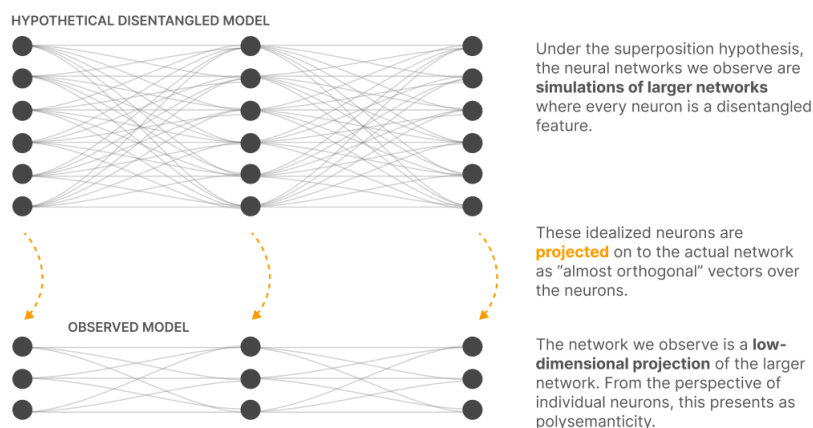 HYPOTHETICAL DISENTANGLED MODEL
Under the superposition hypothesis,
the neural networks we observe are
simulations of larger networks
where every neuron is a disentangled
feature.
These idealized neurons are
projected on to the actual network
as “almost orthogonal” vectors over
the neurons.
OBSERVED MODEL
The network we observe is a low-
dimensional projection of the larger
network. From the perspective of
individual neurons, this presents as
polysemanticity.